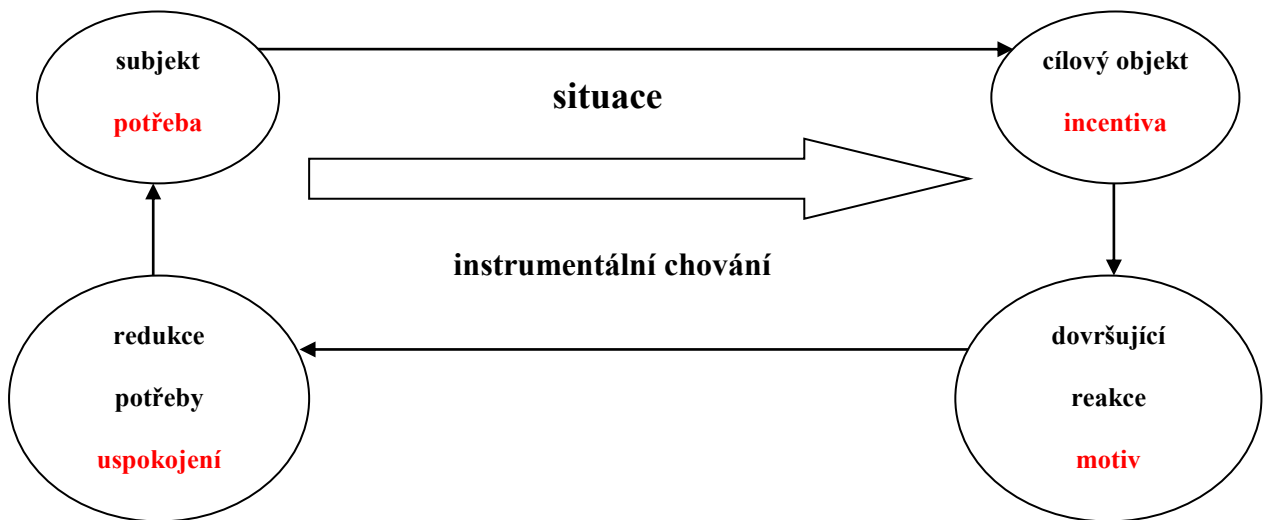 subjekt
potřeba
situace
cílový objekt
incentiva
instrumentální chování
redukce
potřeby
uspokojení
dovršující
reakce
motiv